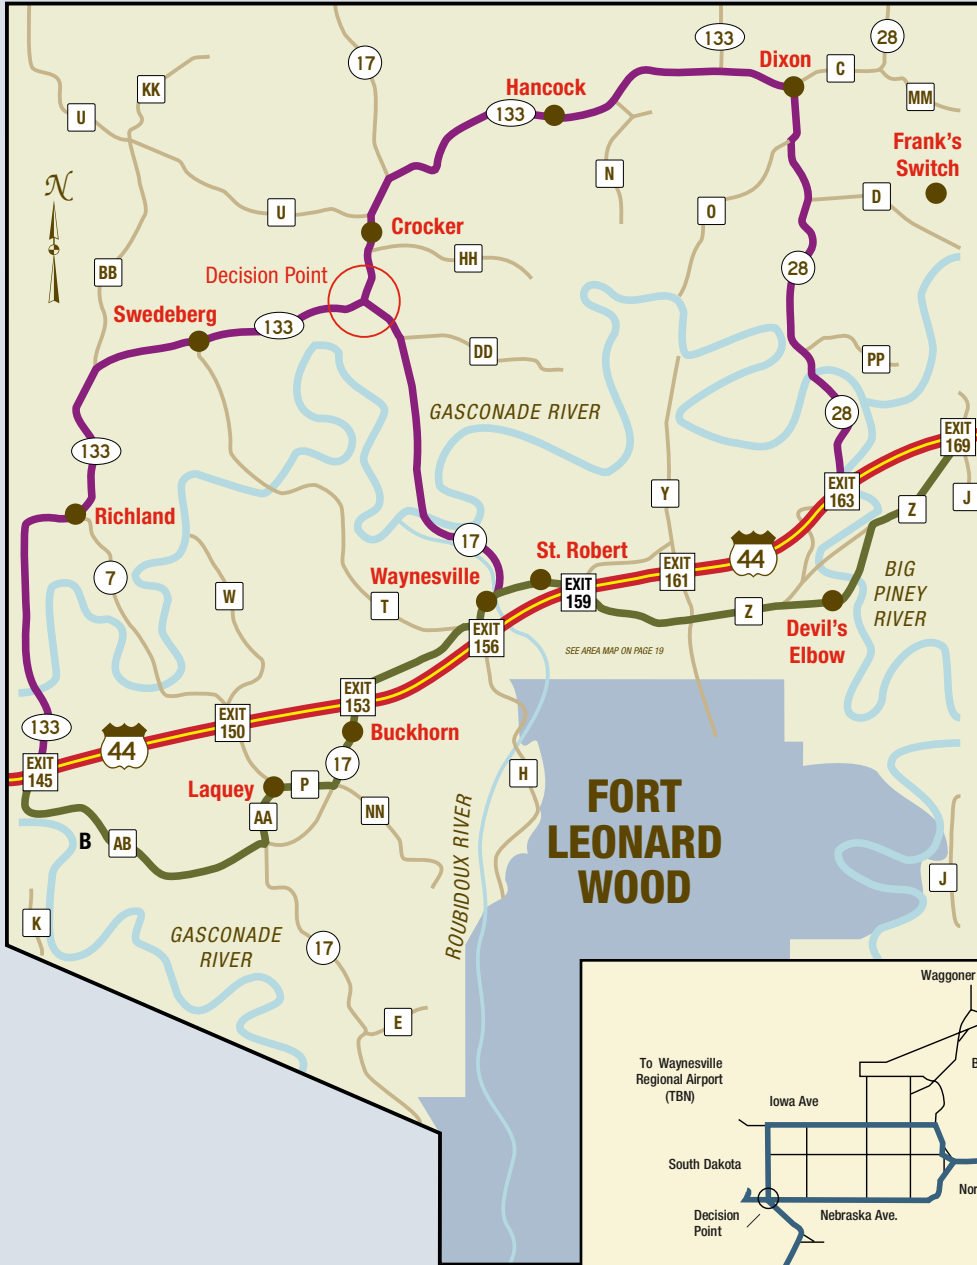 133
28
17
Dixon
C
KK
Hancock
MM
U
133
Frank's
Switch
N
N
D
U
O
Crocker
HH
BB
Decision Point
28
Swedeberg
133
DD
PP
GASCONADE RIVER
28
133
EXIT
169
EXIT
163
Y
J
Z
Richland
17
44
St. Robert
EXIT
161
7
Waynesville
EXIT
159
BIG
PINEY
RIVER
W
T
Z
Devil's
Elbow
EXIT
156
SEE AREA MAP ON PAGE 19
EXIT
153
EXIT
150
133
44
Buckhorn
EXIT
145
17
Laquey
P
H
AA
NN
FORT
LEONARD
WOOD
B
AB
ROUBIDOUX RIVER
J
K
GASCONADE
RIVER
17
E
Waggoner
To Waynesville
Regional Airport
(TBN)
B
Iowa Ave
South Dakota
Nor
Decision
Point
Nebraska Ave.